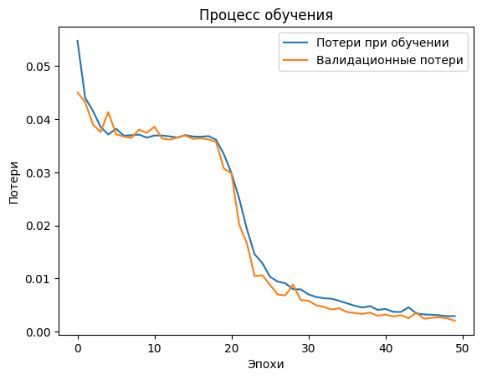 Процесс обучения
Потери при обучении
Валидационные потери
Потери
0.05
0.04
0.03
0.02
0.01
0.00
0 10 20 30 40 50
Эпохи